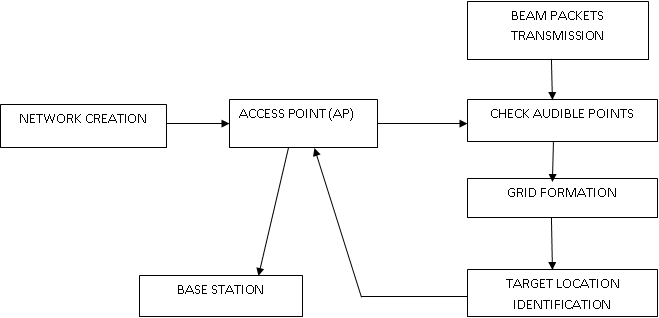 BEAM PACKETS
TRANSMISSION
NETWORK CREATION
ACCESS POINT (AP)
CHECK AUDIBLE POINTS
GRID FORMATION
BASE STATION
TARGET LOCATION
IDENTIFICATION